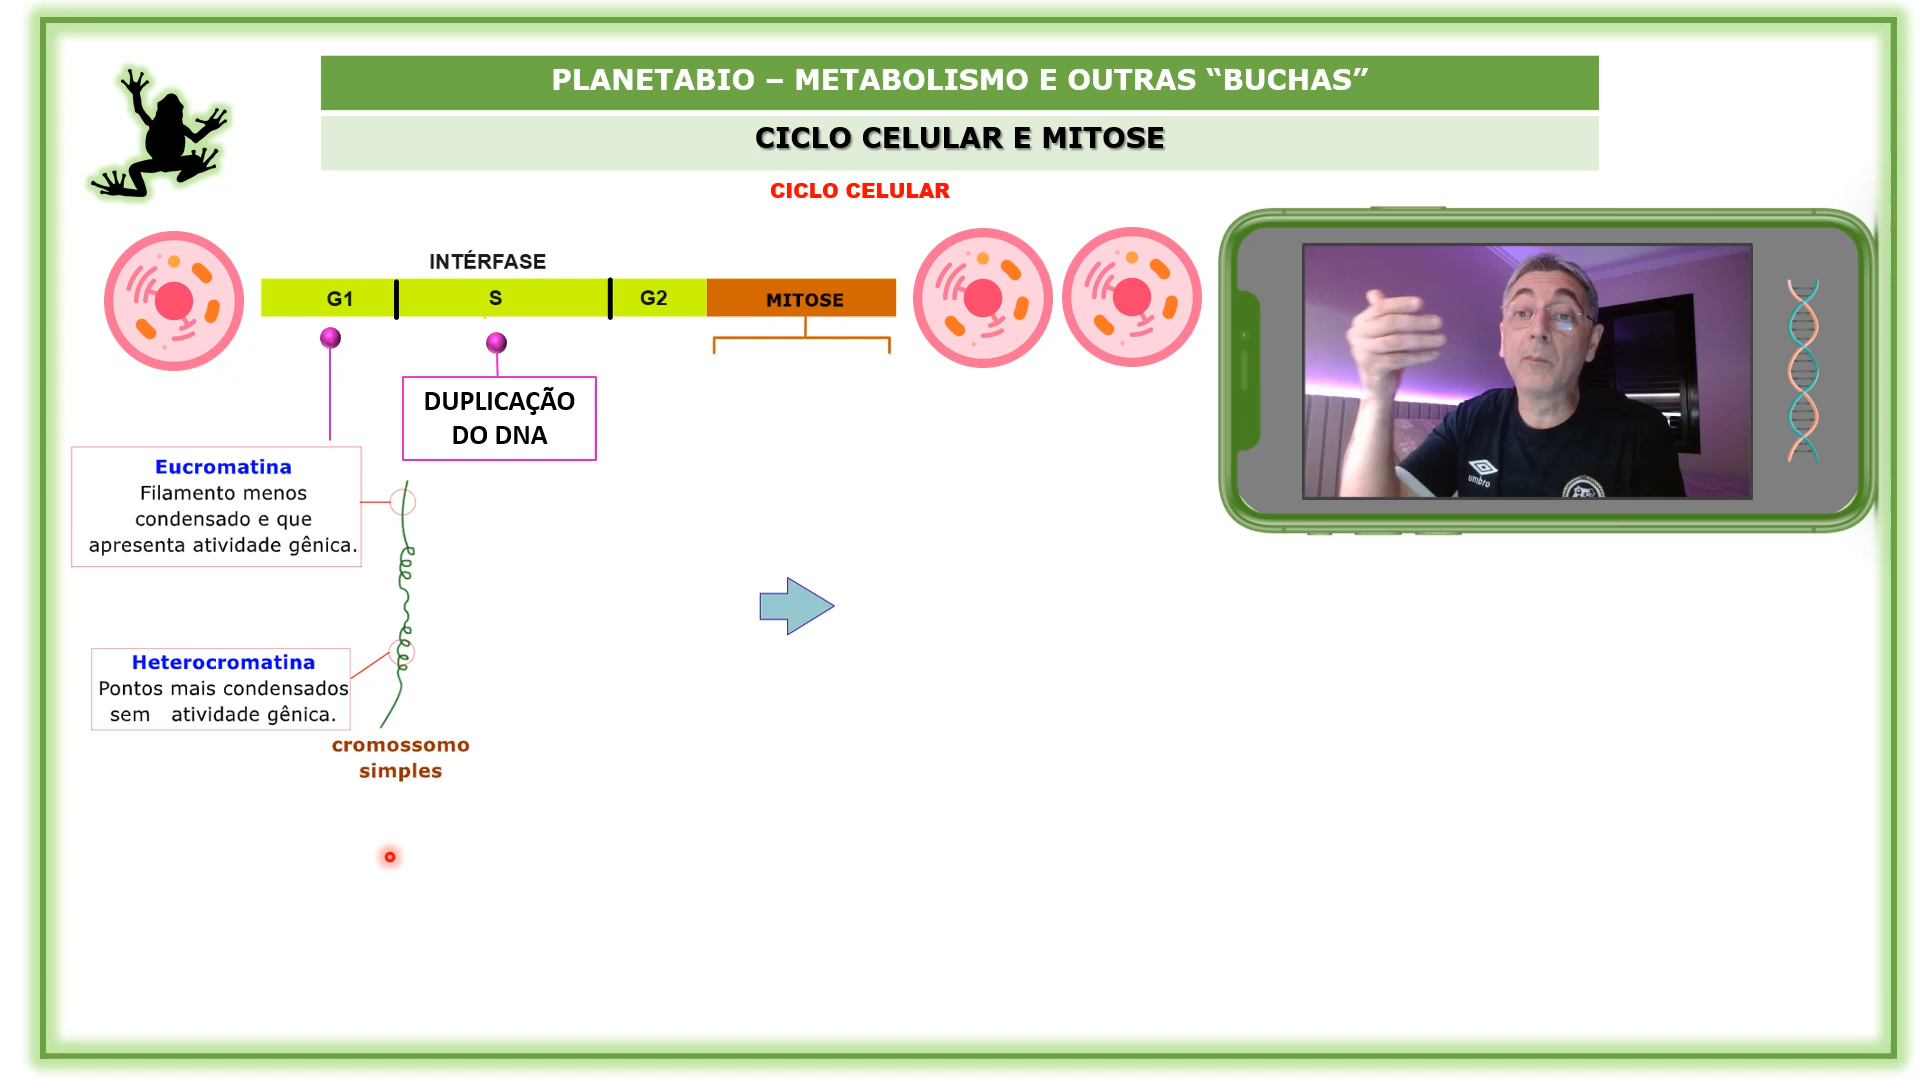 PLANETABIO – METABOLISMO E OUTRAS “BUCHAS”
CICLO CELULAR E MITOSE
CICLO CELULAR
INTÉRFASE
G1
S
G2
MITOSE
DUPLICAÇÃO
DO DNA
Eucromatina
Filamento menos
condensado e que
apresenta atividade gênica.
Heterocromatina
Pontos mais condensados
sem atividade gênica.
cromossomo
simples
umbro